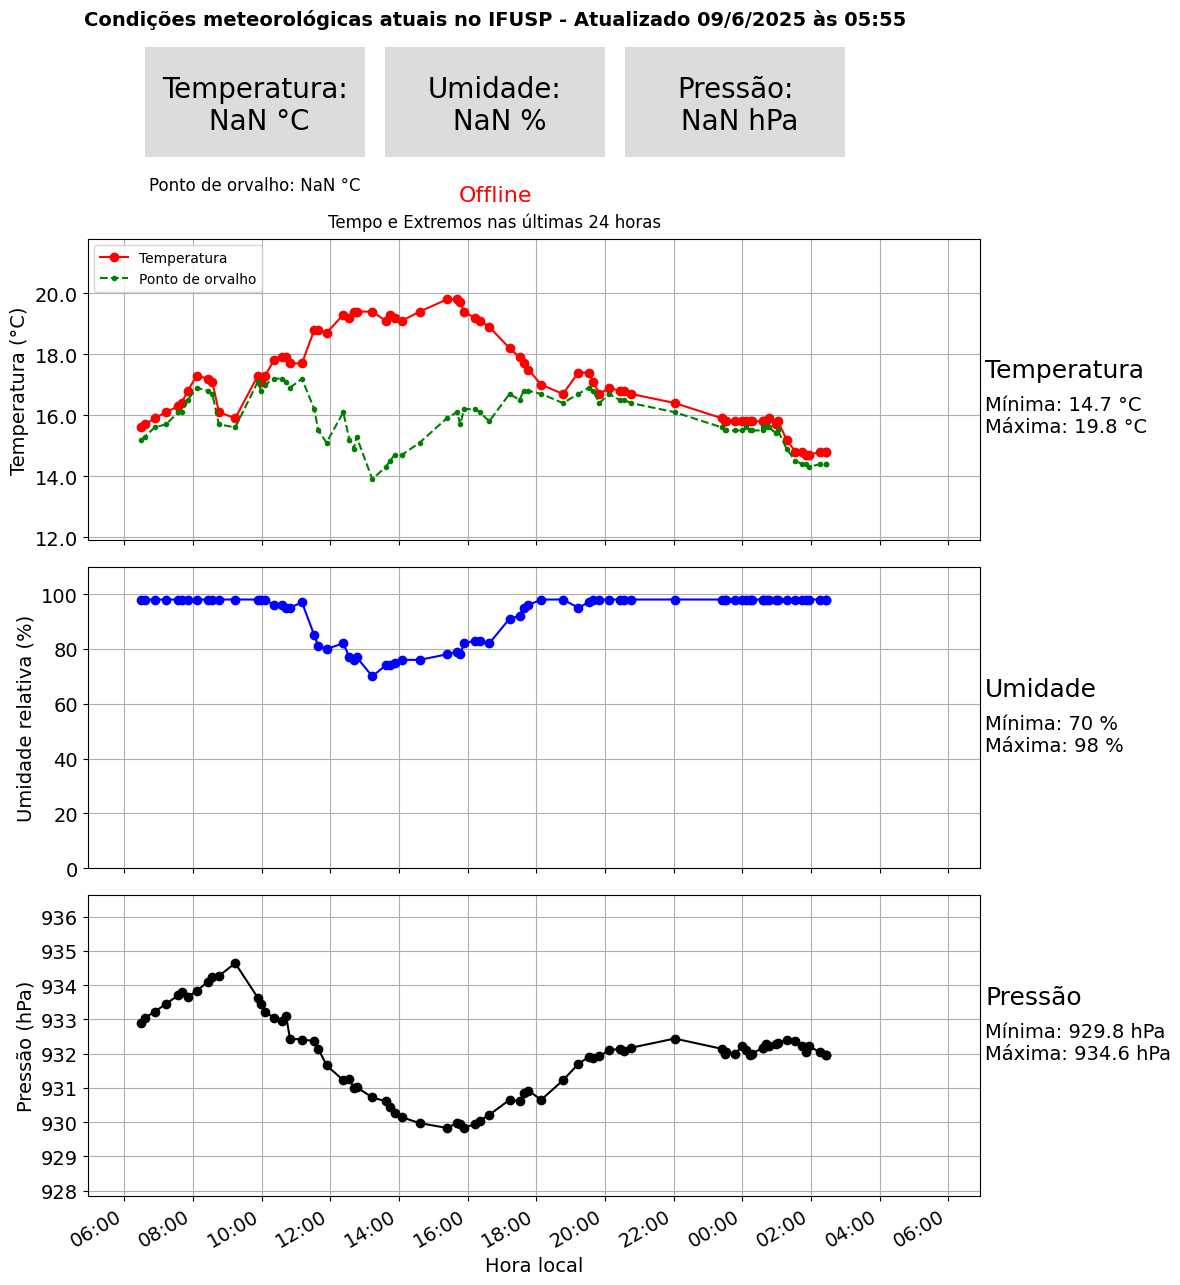 Condições meteorológicas atuais no IFUSP - Atualizado 09/6/2025 às 05:55
Temperatura:
NaN °C
Umidade:
NaN %
Pressão:
NaN hPa
Ponto de orvalho: NaN °C
Offline
Tempo e Extremos nas últimas 24 horas
Temperatura
Ponto de orvalho
Temperatura (°C)
20.0
18.0
16.0
14.0
12.0
Temperatura
Mínima: 14.7 °C
Máxima: 19.8 °C
Umidade relativa (%)
100
80
60
40
20
0
Umidade
Mínima: 70 %
Máxima: 98 %
Pressão (hPa)
936
935
934
933
932
931
930
929
928
Pressão
Mínima: 929.8 hPa
Máxima: 934.6 hPa
06:00
08:00
10:00
12:00
14:00
16:00
18:00
20:00
22:00
00:00
02:00
04:00
06:00
Hora local